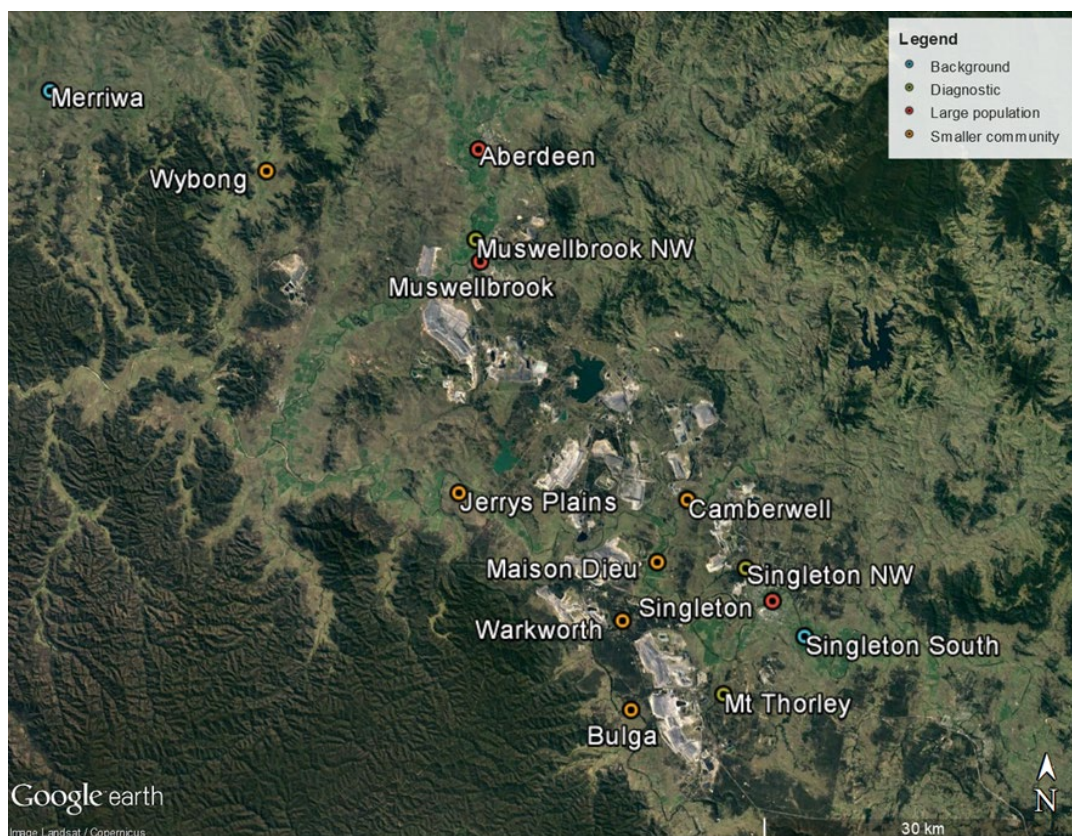 Legend
Background
Diagnostic
Large population
Smaller community
Merriwa
Aberdeen
Wybong
Muswellbrook NW
Muswellbrook
Jerrys Plains
Camberwell
Maison Dieu
Singleton NW
Singleton
Warkworth
Singleton South
Mt Thorley
Bulga
Google earth
N
Image Landsat / Copernicus
30 km